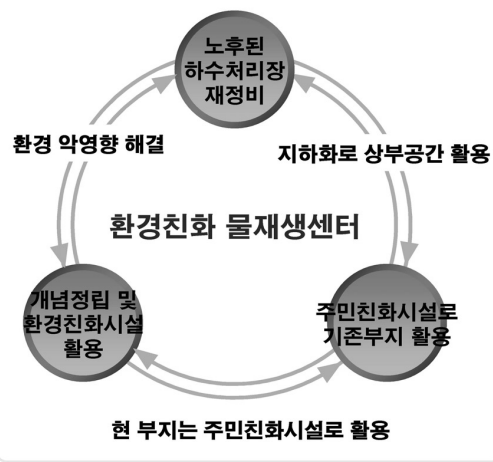 노후된
하수처리장
재정비
환경 악영향 해결
지하화로 상부공간 활용
환경친화 물재생센터
개념정립 및
환경친화시설
활용
주민친화시설로
기존부지 활용
현 부지는 주민친화시설로 활용